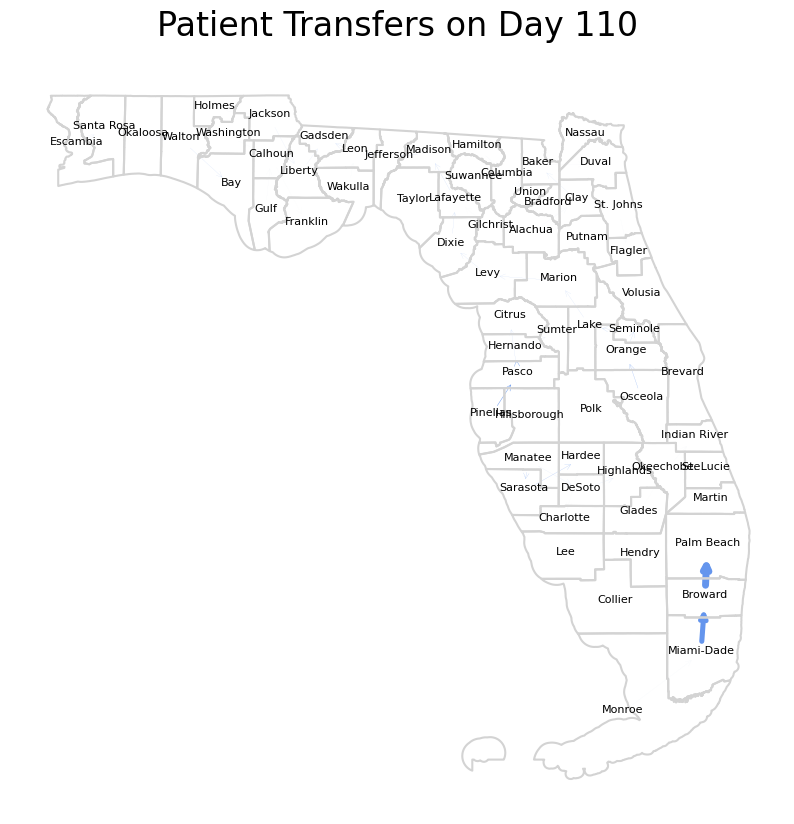 Patient Transfers on Day 110
Holmes
Jackson
Santa Rosa
Okaloosa
Walton
Washington
Escambia
Gadsden
Leon
Jefferson
Madison
Hamilton
Nassau
Calhoun
Liberty
Suwannee
Columbia
Baker
Duval
Bay
Wakulla
Taylor
Lafayette
Union
Bradford
Clay
St. Johns
Gulf
Franklin
Gilchrist
Alachua
Putnam
Dixie
Flagler
Levy
Marion
Volusia
Citrus
Sumter
Lake
Seminole
Hernando
Orange
Pasco
Brevard
Osceola
Pinellas
Hillsborough
Polk
Indian River
Manatee
Hardee
Highlands
Okeechobee
St. Lucie
Sarasota
DeSoto
Martin
Charlotte
Glades
Palm Beach
Lee
Hendry
Broward
Collier
Miami-Dade
Monroe